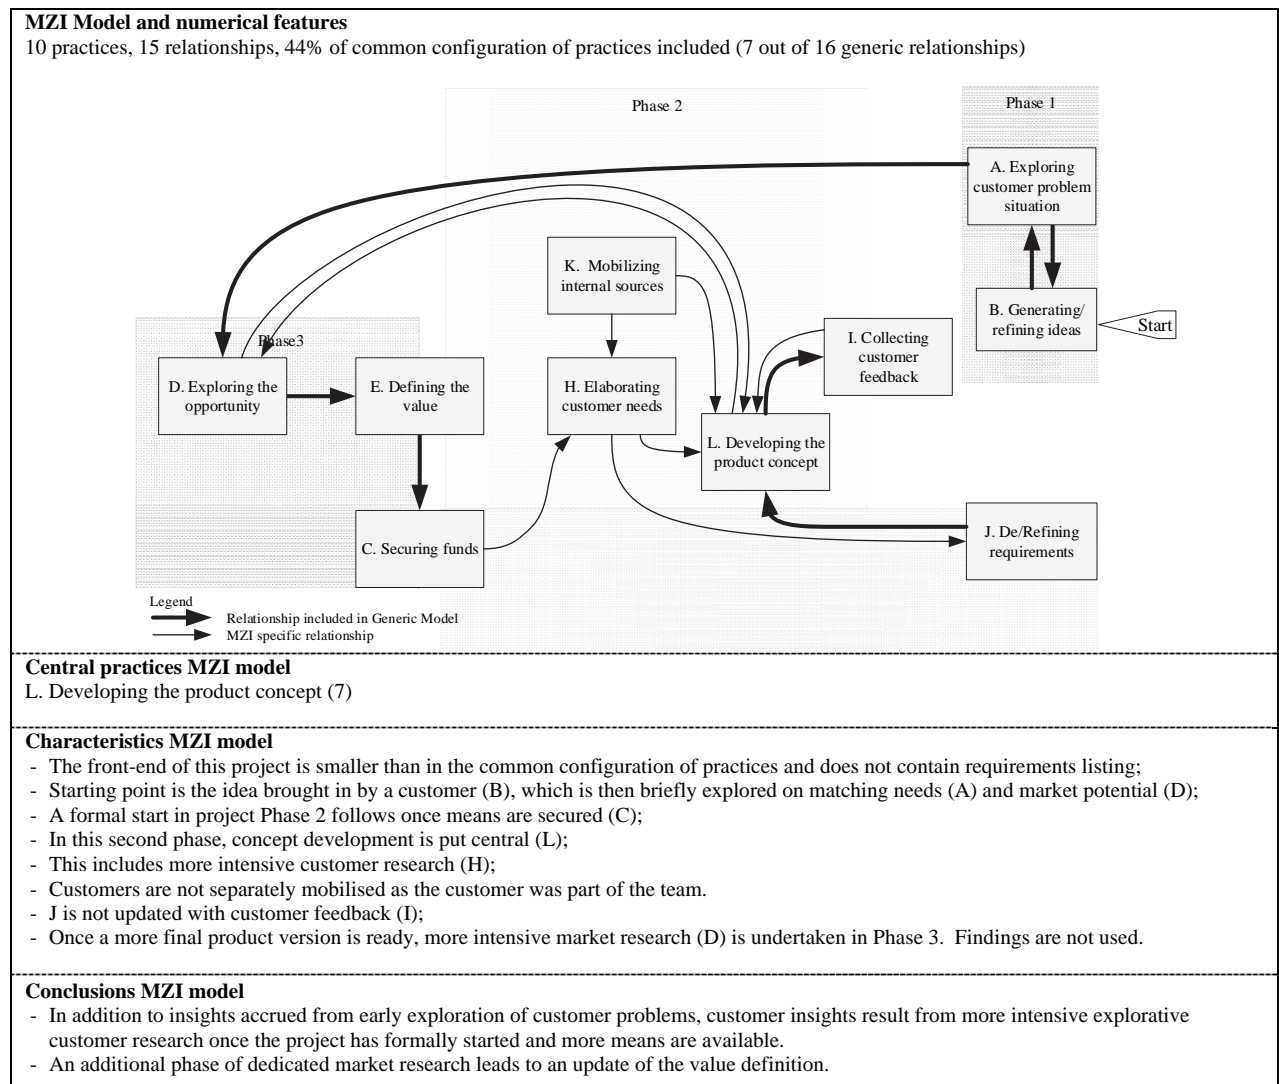 MZI Model and numerical features
10 practices, 15 relationships, 44% of common configuration of practices included (7 out of 16 generic relationships)
Phase 2
Phase 1
A. Exploring
customer problem
situation
K. Mobilizing
internal sources
B. Generating/
refining ideas
Start
I. Collecting
customer
feedback
Phase3
D. Exploring the
opportunity
E. Defining the
value
H. Elaborating
customer needs
L. Developing the
product concept
C. Securing funds
J. De/Refining
requirements
Legend
Relationship included in Generic Model
MZI specific relationship
Central practices MZI model
L. Developing the product concept (7)
Characteristics MZI model
- The front-end of this project is smaller than in the common configuration of practices and does not contain requirements listing;
- Starting point is the idea brought in by a customer (B), which is then briefly explored on matching needs (A) and market potential (D);
- A formal start in project Phase 2 follows once means are secured (C);
- In this second phase, concept development is put central (L);
- This includes more intensive customer research (H);
- Customers are not separately mobilised as the customer was part of the team.
- J is not updated with customer feedback (I);
- Once a more final product version is ready, more intensive market research (D) is undertaken in Phase 3. Findings are not used.
Conclusions MZI model
- In addition to insights accrued from early exploration of customer problems, customer insights result from more intensive explorative
customer research once the project has formally started and more means are available.
- An additional phase of dedicated market research leads to an update of the value definition.